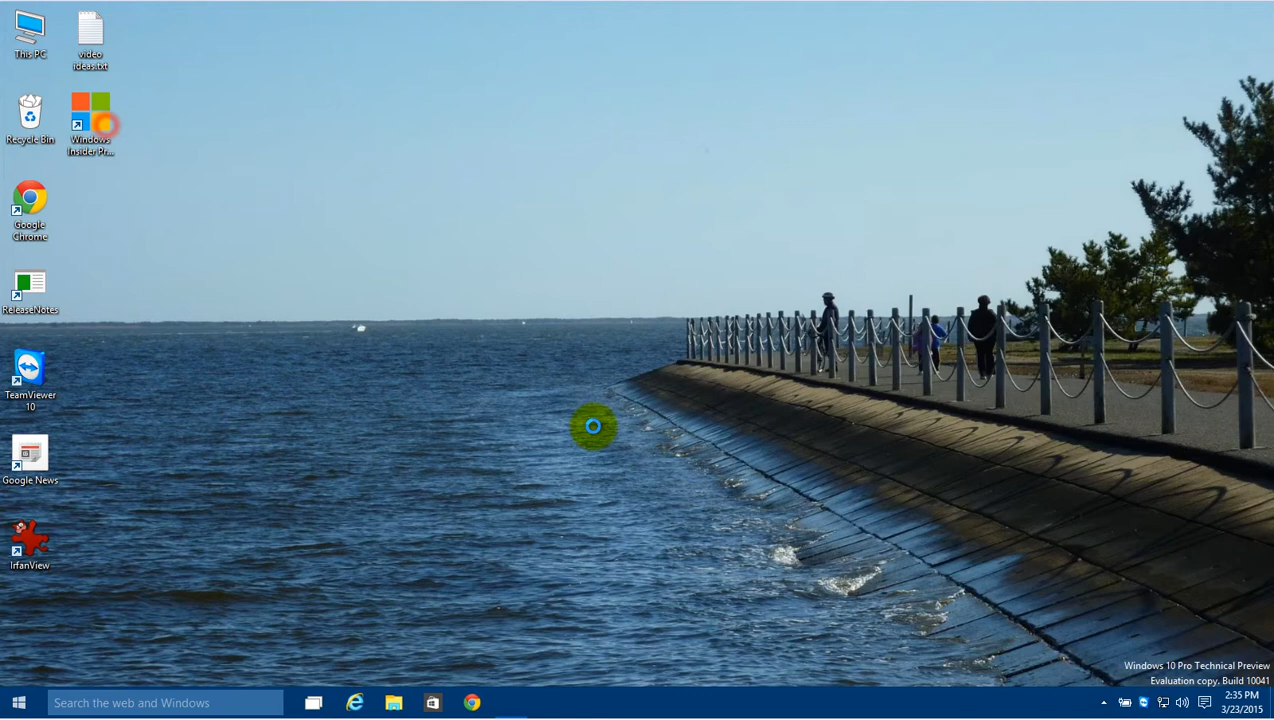 This PC
video
ideas.txt
Recycle Bin
Windows
Insider Pr...
Google
Chrome
ReleaseNotes
TeamViewer
10
Google News
IrfanView
Windows 10 Pro Technical Preview
Evaluation copy. Build 10041
Search the web and Windows
2:35 PM
3/23/2015